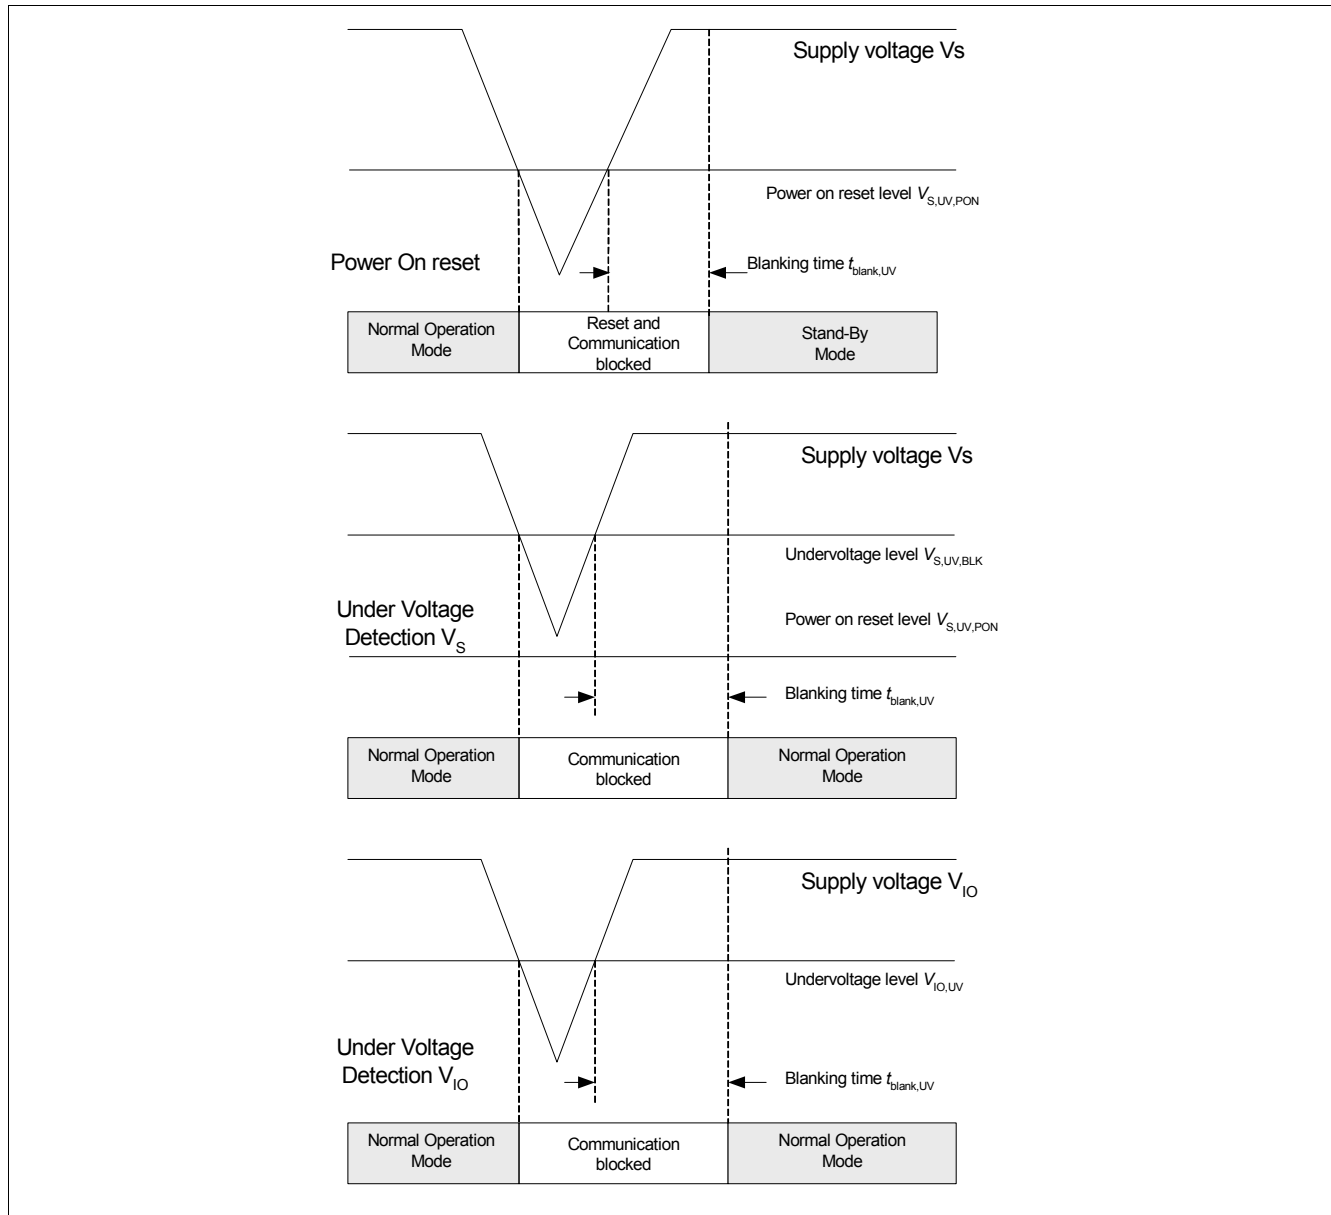 Supply voltage Vs
Power on reset level V_S,UV,PON
Power On reset
Blanking time t_blank,UV
Normal Operation
Mode
Reset and
Communication
blocked
Stand-By
Mode
Supply voltage Vs
Undervoltage level V_S,UV,BLK
Under Voltage
Detection V_S
Power on reset level V_S,UV,PON
Blanking time t_blank,UV
Normal Operation
Mode
Communication
blocked
Normal Operation
Mode
Supply voltage V_IO
Undervoltage level V_IO,UV
Under Voltage
Detection V_IO
Blanking time t_blank,UV
Normal Operation
Mode
Communication
blocked
Normal Operation
Mode